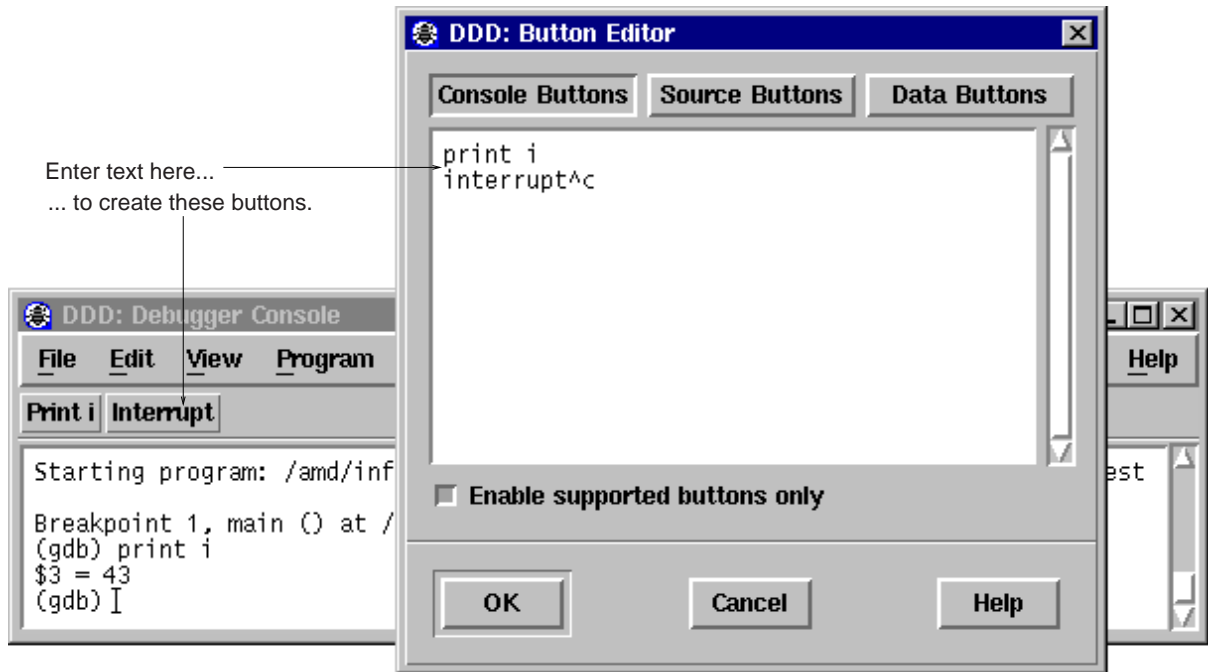 DDD: Button Editor
Console Buttons Source Buttons Data Buttons
print i
interrupt^c
Enter text here...
... to create these buttons.
DDD: Debugger Console
File Edit View Program Help
Print i Interrupt
Starting program: /amd/inf est
Breakpoint 1, main () at /
(gdb) print i
$3 = 43
(gdb)
Enable supported buttons only
OK Cancel Help